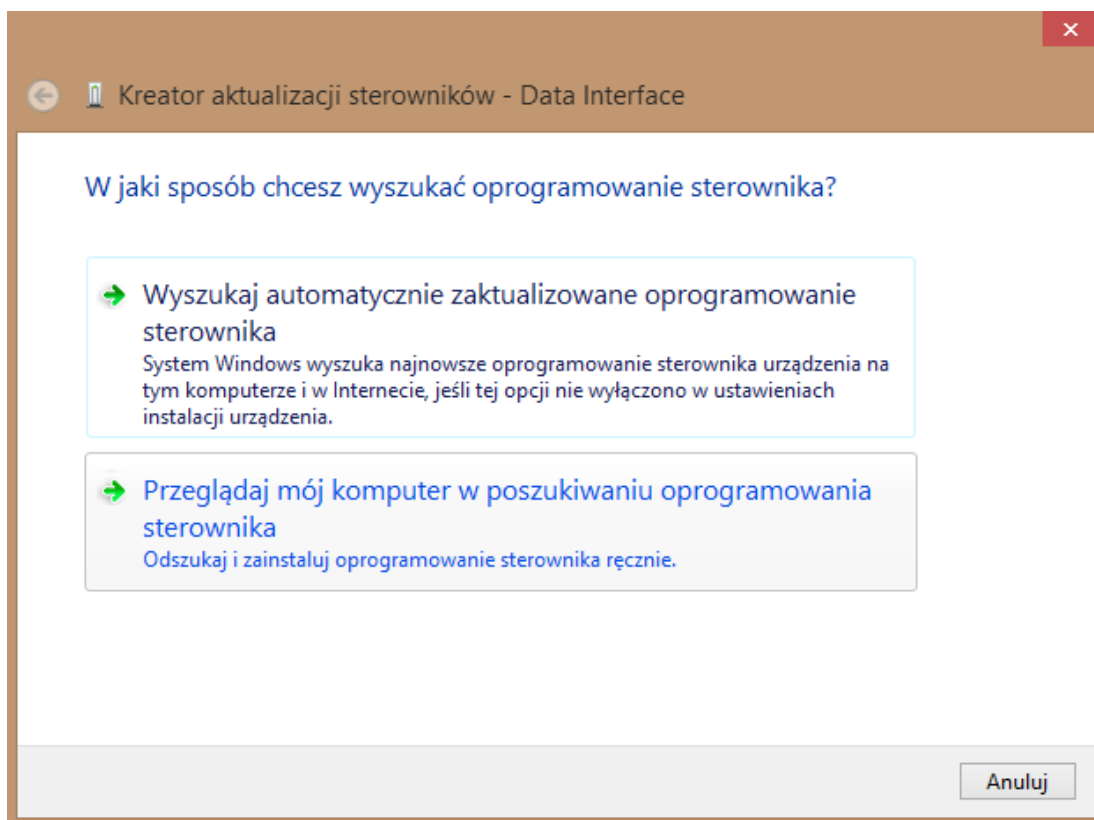 Kreator aktualizacji sterowników - Data Interface
W jaki sposób chcesz wyszukać oprogramowanie sterownika?
Wyszukaj automatycznie zaktualizowane oprogramowanie
sterownika
System Windows wyszuka najnowsze oprogramowanie sterownika urządzenia na
tym komputerze i w Internecie, jeśli tej opcji nie wyłączono w ustawieniach
instalacji urządzenia.
Przeglądaj mój komputer w poszukiwaniu oprogramowania
sterownika
Odszukaj i zainstaluj oprogramowanie sterownika ręcznie.
Anuluj